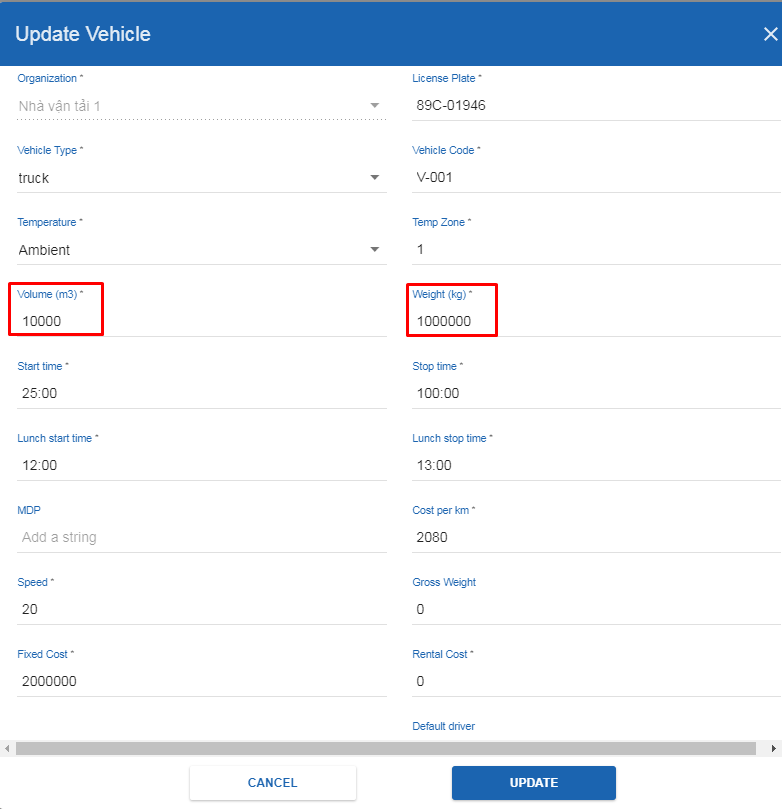 Update Vehicle
Organization *
License Plate *
Nhà vận tải 1
89C-01946
Vehicle Type *
Vehicle Code *
truck
V-001
Temperature *
Temp Zone *
Ambient
1
Volume (m3) *
Weight (kg) *
10000
1000000
Start time *
Stop time *
25:00
100:00
Lunch start time *
Lunch stop time *
12:00
13:00
MDP
Cost per km *
Add a string
2080
Speed *
Gross Weight
20
0
Fixed Cost *
Rental Cost *
2000000
0
Default driver
CANCEL
UPDATE